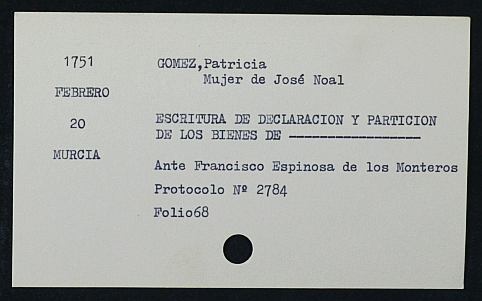 1751
GOMEZ,Patricia
Mujer de José Noal
FEBRERO
20
ESCRITURA DE DECLARACION Y PARTICION
DE LOS BIENES DE -----------------
MURCIA
Ante Francisco Espinosa de los Monteros
Protocolo Nº 2784
Folio68